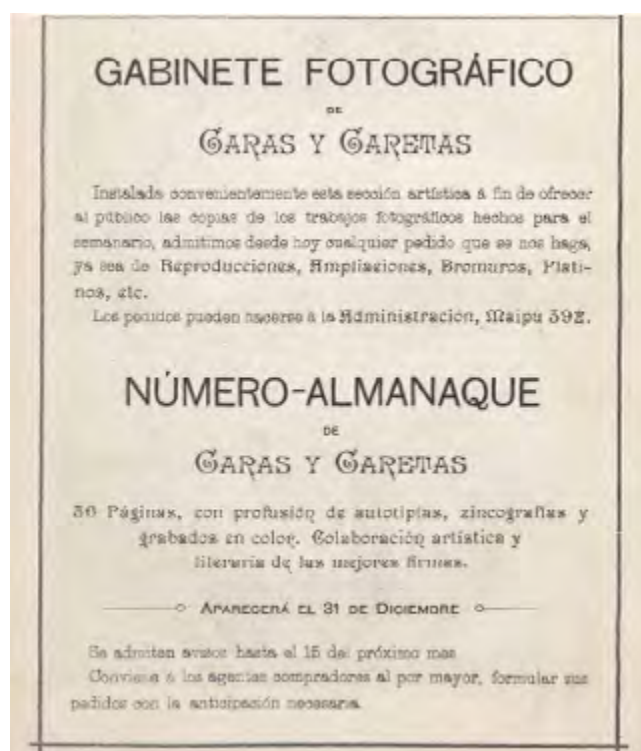 GABINETE FOTOGRÁFICO
DE
CARAS Y CARETAS
Instalada convenientemente esta sección artística á fin de ofrecer
al público las copias de los trabajos fotográficos hechos para el
semanario, admitimos desde hoy cualquier pedido que se nos haga,
ya sea de Reproducciones, Ampliaciones, Bromuros, Plati-
nos, etc.
Los pedidos pueden hacerse á la Administración, Maipú 392.
NÚMERO-ALMANAQUE
DE
CARAS Y CARETAS
Páginas, con profusión de autotipias, zincografías y
grabados en color. Colaboración artística y
literaria de las mejores firmas.
APARECERÁ EL 31 DE DICIEMBRE
Se admiten avisos hasta el 15 del próximo mes
Conviene á los agentes compradores al por mayor, formular sus
pedidos con la anticipación necesaria.